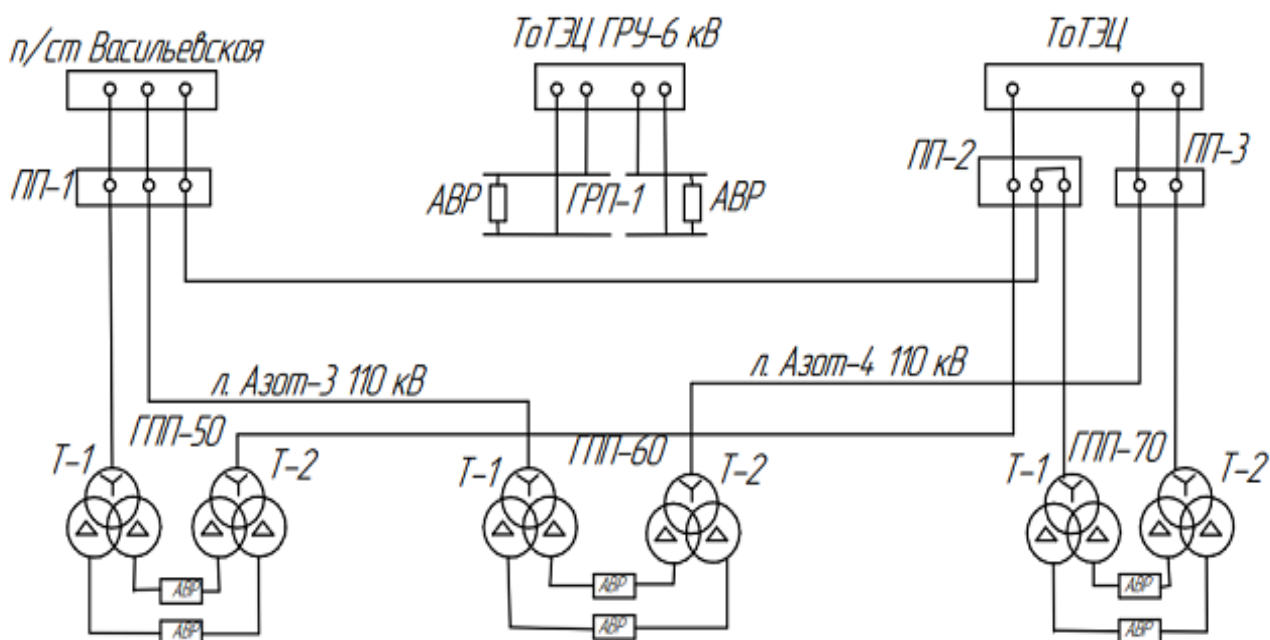 п/ст Васильевская
ТоТЭЦ ГРУ-6 кВ
ТоТЭЦ
ПП-1
АВР
ГРП-1
АВР
ПП-2
ПП-3
л. Азот-3 110 кВ
л. Азот-4 110 кВ
ГПП-50
Т-1
Т-2
ГПП-60
Т-1
Т-2
ГПП-70
Т-1
Т-2
АВР
АВР
АВР
АВР
АВР
АВР